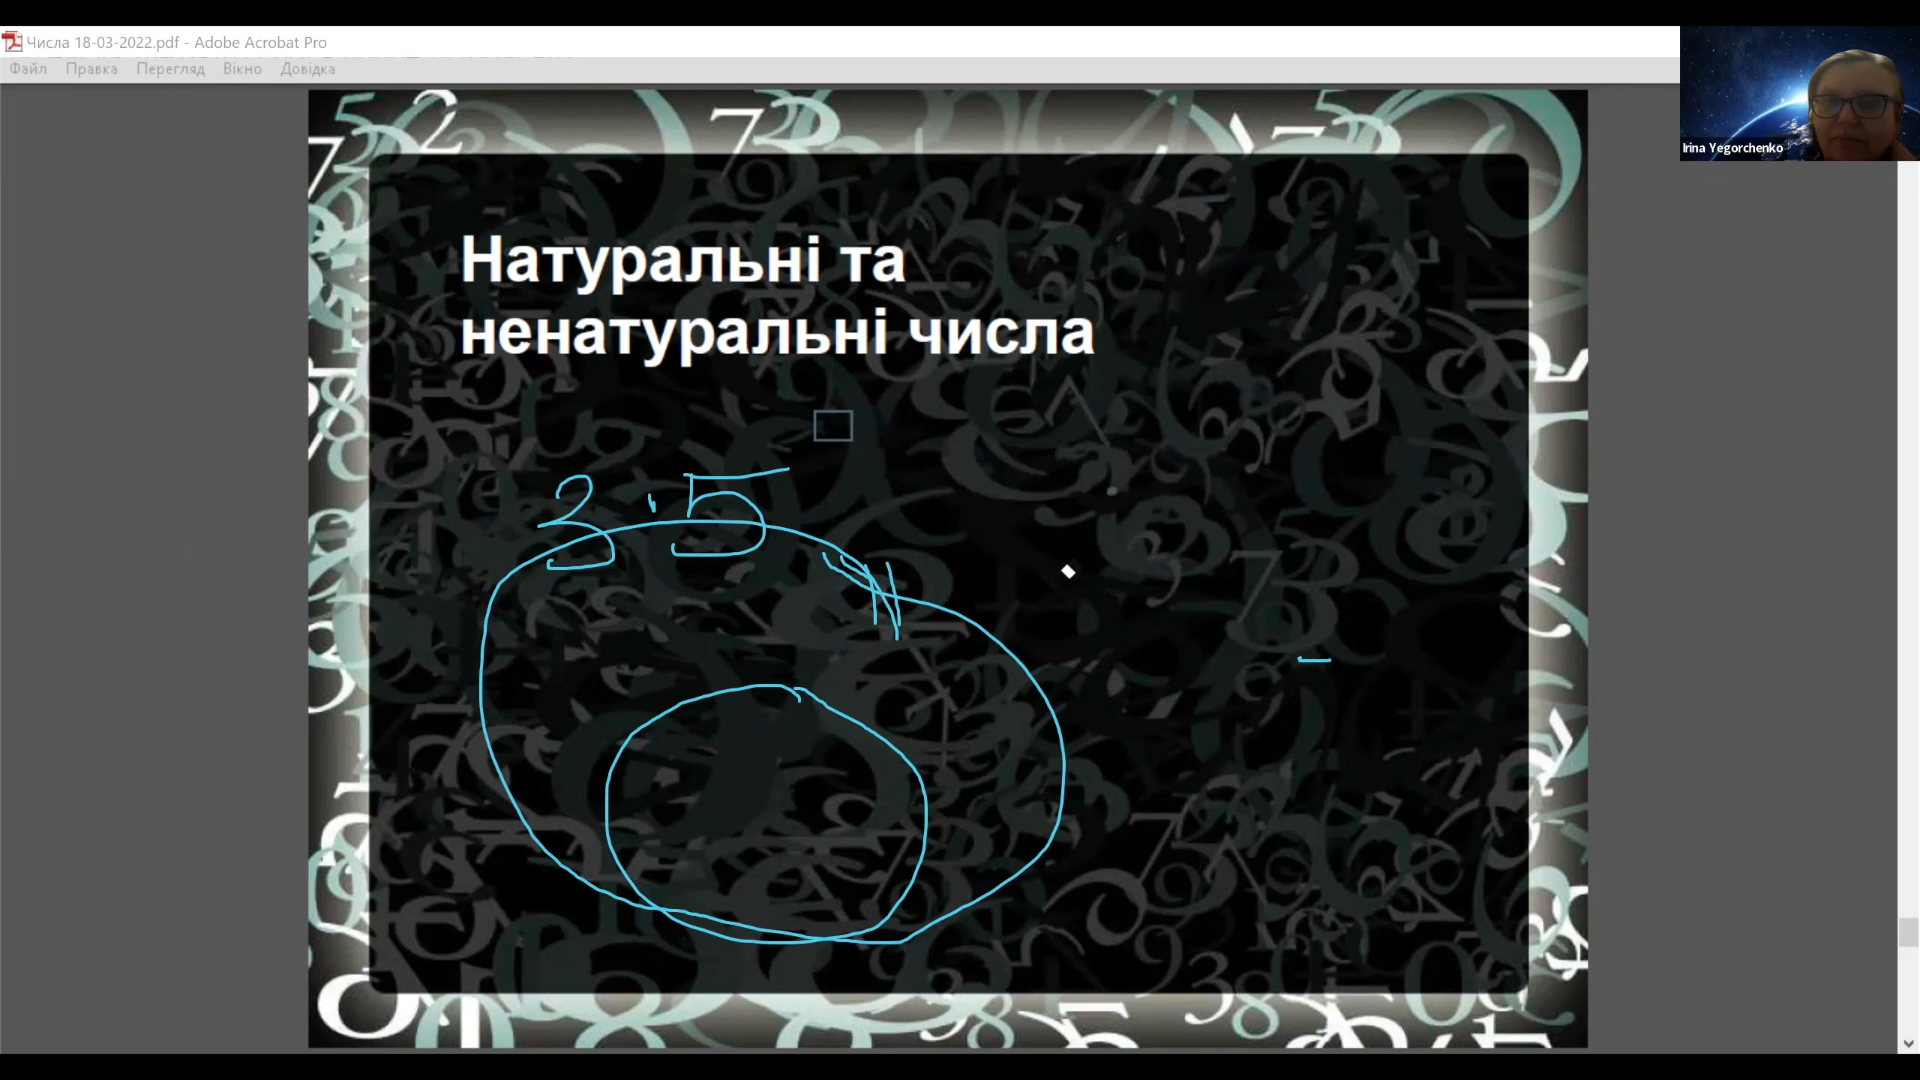 Числа 18-03-2022.pdf - Adobe Acrobat Pro
Файл Правка Перегляд Вікно Довідка
Irina Yegorchenko
Натуральні та
ненатуральні числа
3 · 5